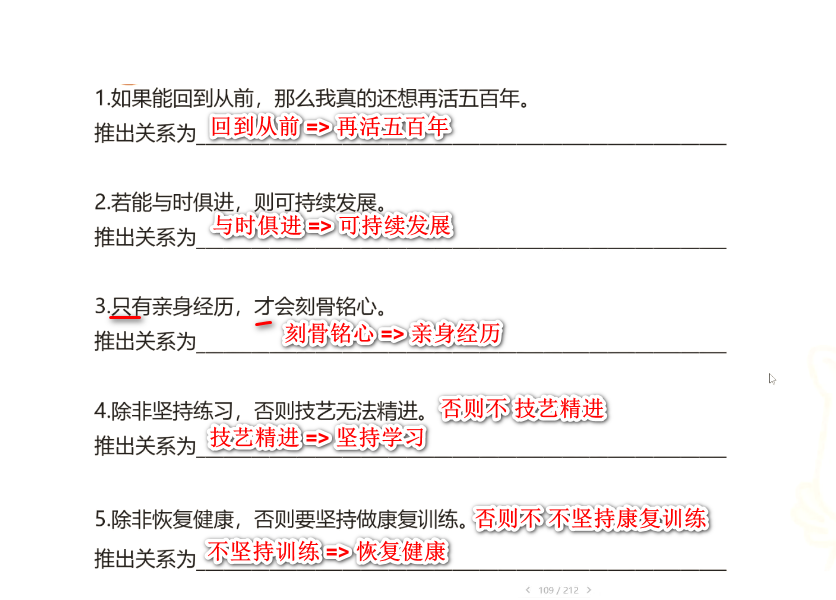 1.如果能回到从前，那么我真的还想再活五百年。
推出关系为 回到从前 => 再活五百年
2.若能与时俱进，则可持续发展。
推出关系为 与时俱进 => 可持续发展
3.只有亲身经历，才会刻骨铭心。
推出关系为 刻骨铭心 => 亲身经历
4.除非坚持练习，否则技艺无法精进。 否则不 技艺精进
推出关系为 技艺精进 => 坚持学习
5.除非恢复健康，否则要坚持做康复训练。 否则不 不坚持康复训练
推出关系为 不坚持训练 => 恢复健康
109 / 212